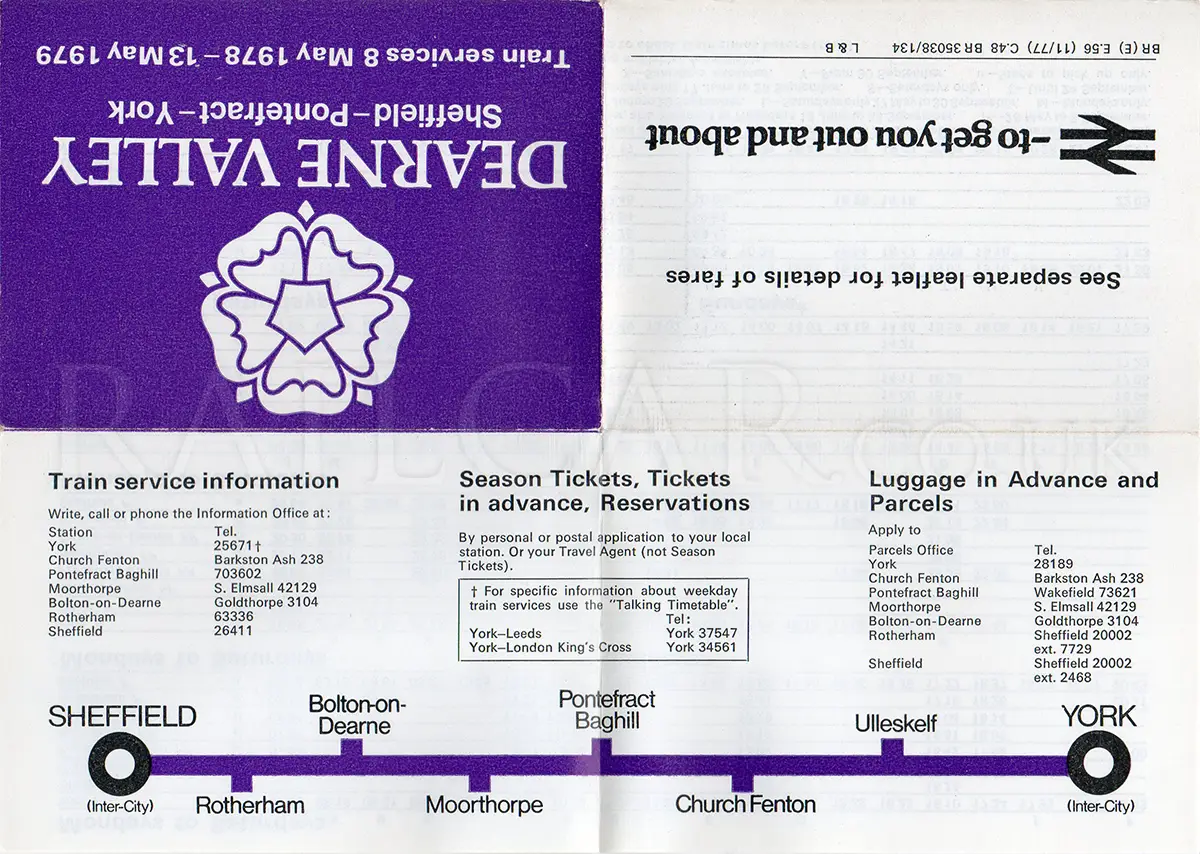 DEARNE VALLEY
Sheffield–Pontefract–York
Train services 8 May 1978–13 May 1979
See separate leaflet for details of fares
–to get you out and about
BR (E) E.56 (11/77) C.48 BR 35038/134 L & B
RAILCAR.co.uk
Train service information
Write, call or phone the Information Office at:
Station Tel.
York 25671†
Church Fenton Barkston Ash 238
Pontefract Baghill 703602
Moorthorpe S. Elmsall 42129
Bolton-on-Dearne Goldthorpe 3104
Rotherham 63336
Sheffield 26411
Season Tickets, Tickets
in advance, Reservations
By personal or postal application to your local
station. Or your Travel Agent (not Season
Tickets).
† For specific information about weekday
train services use the "Talking Timetable".
Tel:
York–Leeds York 37547
York–London King's Cross York 34561
Luggage in Advance and
Parcels
Apply to
Parcels Office Tel.
York 28189
Church Fenton Barkston Ash 238
Pontefract Baghill Wakefield 73621
Moorthorpe S. Elmsall 42129
Bolton-on-Dearne Goldthorpe 3104
Rotherham Sheffield 20002
ext. 7729
Sheffield Sheffield 20002
ext. 2468
SHEFFIELD
(Inter-City)
Rotherham
Bolton-on-
Dearne
Moorthorpe
Pontefract
Baghill
Church Fenton
Ulleskelf
YORK
(Inter-City)